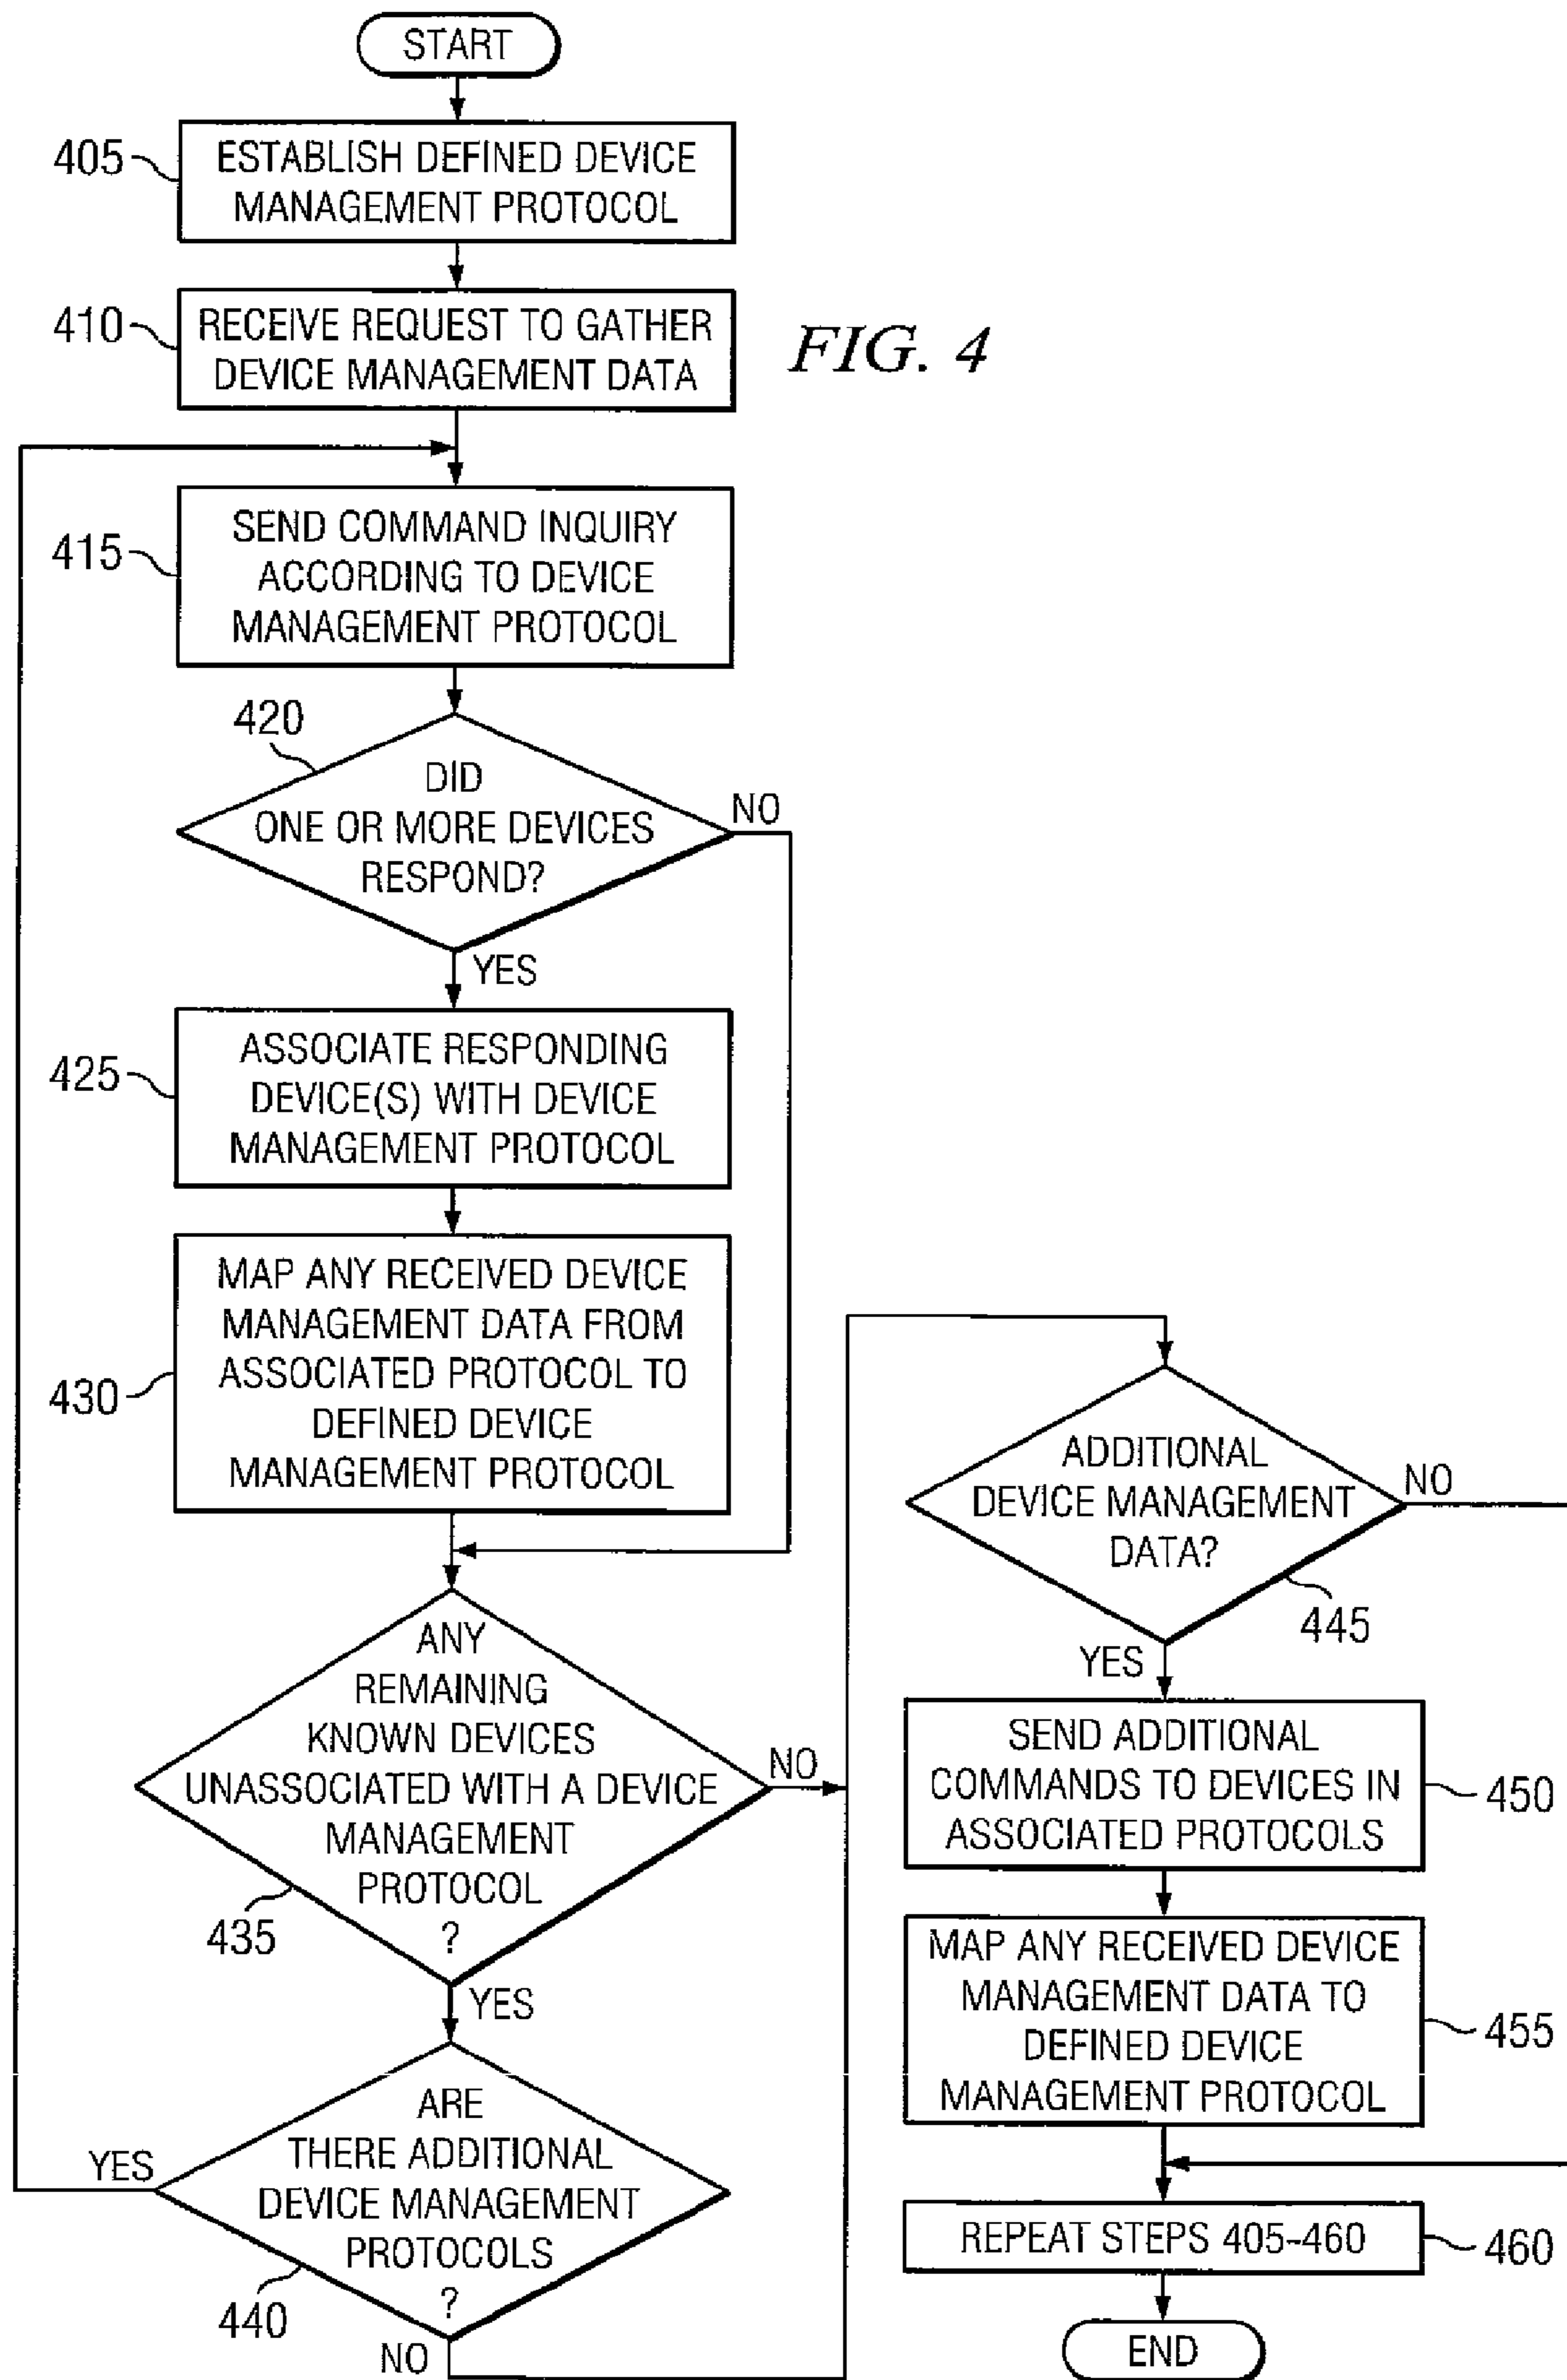 START
405
ESTABLISH DEFINED DEVICE
MANAGEMENT PROTOCOL
410
RECEIVE REQUEST TO GATHER
DEVICE MANAGEMENT DATA
FIG. 4
415
SEND COMMAND INQUIRY
ACCORDING TO DEVICE
MANAGEMENT PROTOCOL
420
DID
ONE OR MORE DEVICES
RESPOND?
NO
YES
425
ASSOCIATE RESPONDING
DEVICE(S) WITH DEVICE
MANAGEMENT PROTOCOL
430
MAP ANY RECEIVED DEVICE
MANAGEMENT DATA FROM
ASSOCIATED PROTOCOL TO
DEFINED DEVICE
MANAGEMENT PROTOCOL
ANY
REMAINING
KNOWN DEVICES
UNASSOCIATED WITH A DEVICE
MANAGEMENT
PROTOCOL
?
435
NO
YES
ARE
THERE ADDITIONAL
DEVICE MANAGEMENT
PROTOCOLS
?
440
YES
NO
ADDITIONAL
DEVICE MANAGEMENT
DATA?
445
NO
YES
SEND ADDITIONAL
COMMANDS TO DEVICES IN
ASSOCIATED PROTOCOLS
450
MAP ANY RECEIVED DEVICE
MANAGEMENT DATA TO
DEFINED DEVICE
MANAGEMENT PROTOCOL
455
REPEAT STEPS 405-460
460
END